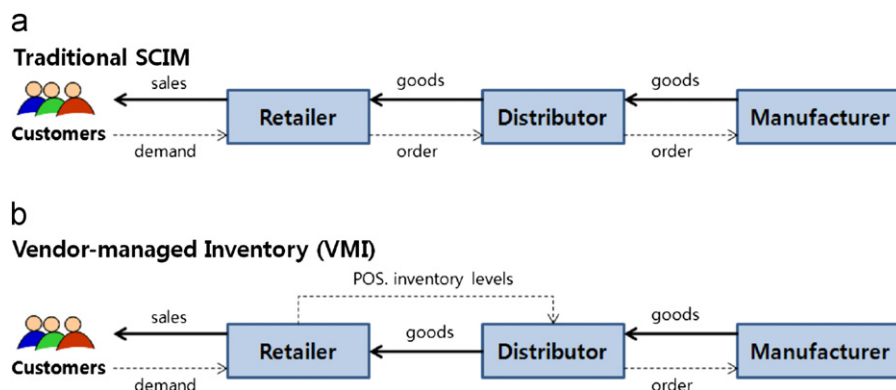 a
Traditional SCIM
sales
goods
goods
Retailer
Distributor
Manufacturer
Customers
demand
order
order
b
Vendor-managed Inventory (VMI)
POS. inventory levels
sales
goods
goods
Retailer
Distributor
Manufacturer
Customers
demand
order